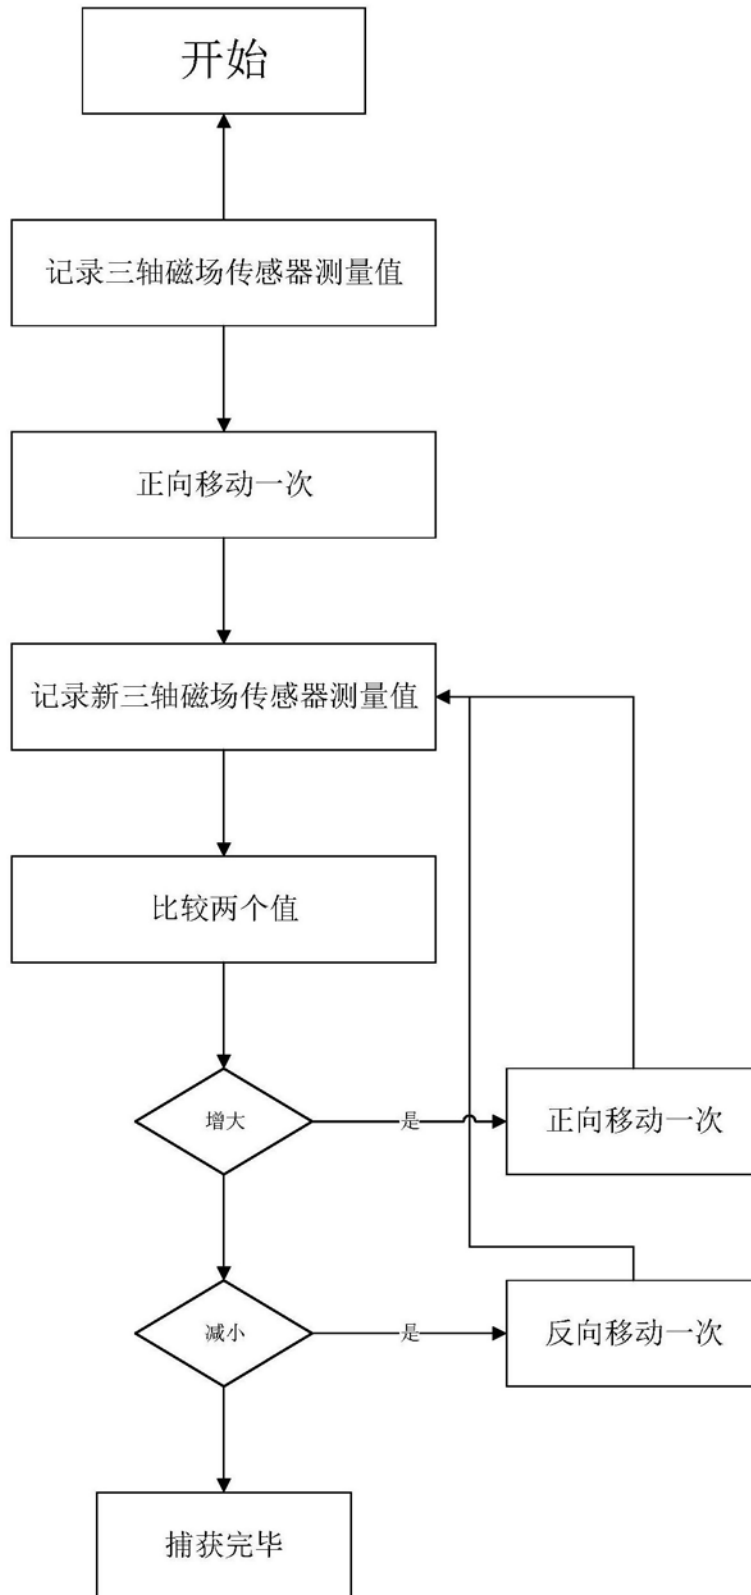 开始
记录三轴磁场传感器测量值
正向移动一次
记录新三轴磁场传感器测量值
比较两个值
增大
是
正向移动一次
减小
是
反向移动一次
捕获完毕